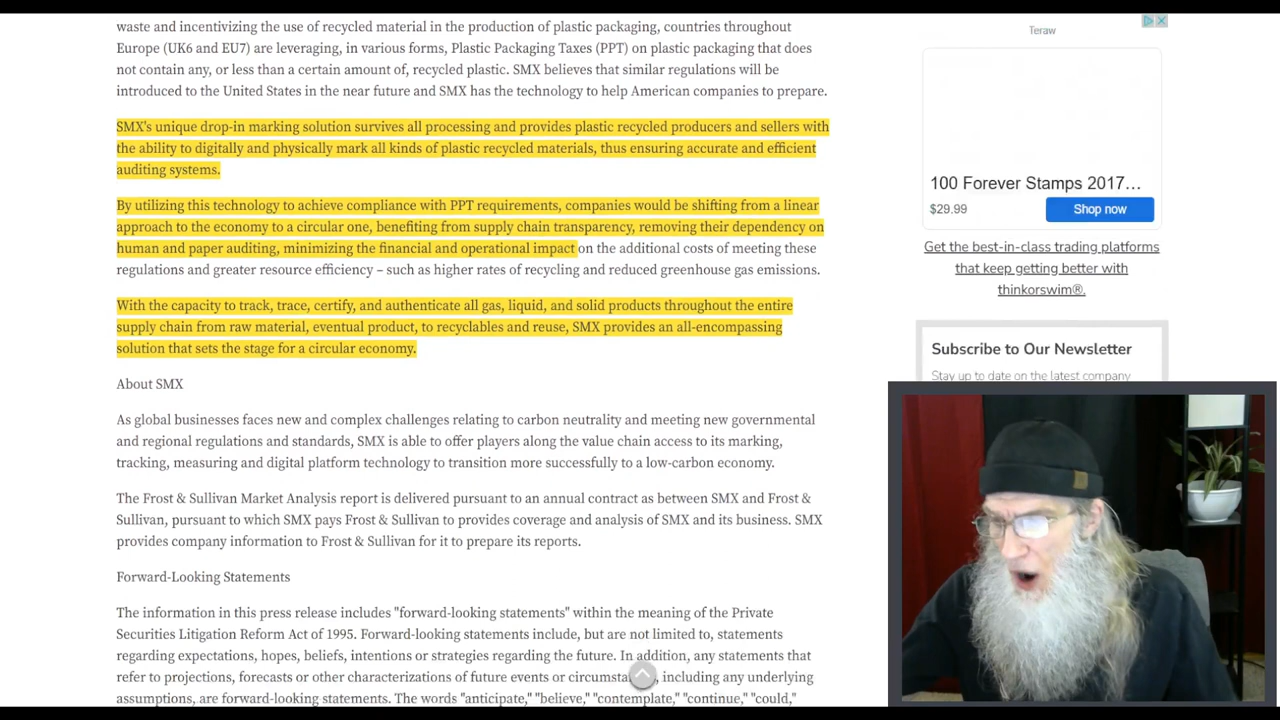 waste and incentivizing the use of recycled material in the production of plastic packaging, countries throughout
Europe (UK6 and EU7) are leveraging, in various forms, Plastic Packaging Taxes (PPT) on plastic packaging that does
not contain any, or less than a certain amount of, recycled plastic. SMX believes that similar regulations will be
introduced to the United States in the near future and SMX has the technology to help American companies to prepare.
SMX's unique drop-in marking solution survives all processing and provides plastic recycled producers and sellers with
the ability to digitally and physically mark all kinds of plastic recycled materials, thus ensuring accurate and efficient
auditing systems.
By utilizing this technology to achieve compliance with PPT requirements, companies would be shifting from a linear
approach to the economy to a circular one, benefiting from supply chain transparency, removing their dependency on
human and paper auditing, minimizing the financial and operational impact on the additional costs of meeting these
regulations and greater resource efficiency – such as higher rates of recycling and reduced greenhouse gas emissions.
With the capacity to track, trace, certify, and authenticate all gas, liquid, and solid products throughout the entire
supply chain from raw material, eventual product, to recyclables and reuse, SMX provides an all-encompassing
solution that sets the stage for a circular economy.
About SMX
As global businesses faces new and complex challenges relating to carbon neutrality and meeting new governmental
and regional regulations and standards, SMX is able to offer players along the value chain access to its marking,
tracking, measuring and digital platform technology to transition more successfully to a low-carbon economy.
The Frost & Sullivan Market Analysis report is delivered pursuant to an annual contract as between SMX and Frost &
Sullivan, pursuant to which SMX pays Frost & Sullivan to provides coverage and analysis of SMX and its business. SMX
provides company information to Frost & Sullivan for it to prepare its reports.
Forward-Looking Statements
The information in this press release includes "forward-looking statements" within the meaning of the Private
Securities Litigation Reform Act of 1995. Forward-looking statements include, but are not limited to, statements
regarding expectations, hopes, beliefs, intentions or strategies regarding the future. In addition, any statements that
refer to projections, forecasts or other characterizations of future events or including any underlying
assumptions, are forward-looking statements. The words "anticipate," "believe," "contemplate," "continue," "could,"
Teraw
100 Forever Stamps 2017...
$29.99
Shop now
Get the best-in-class trading platforms
that keep getting better with
thinkorswim®.
Subscribe to Our Newsletter
Stay up to date on the latest company